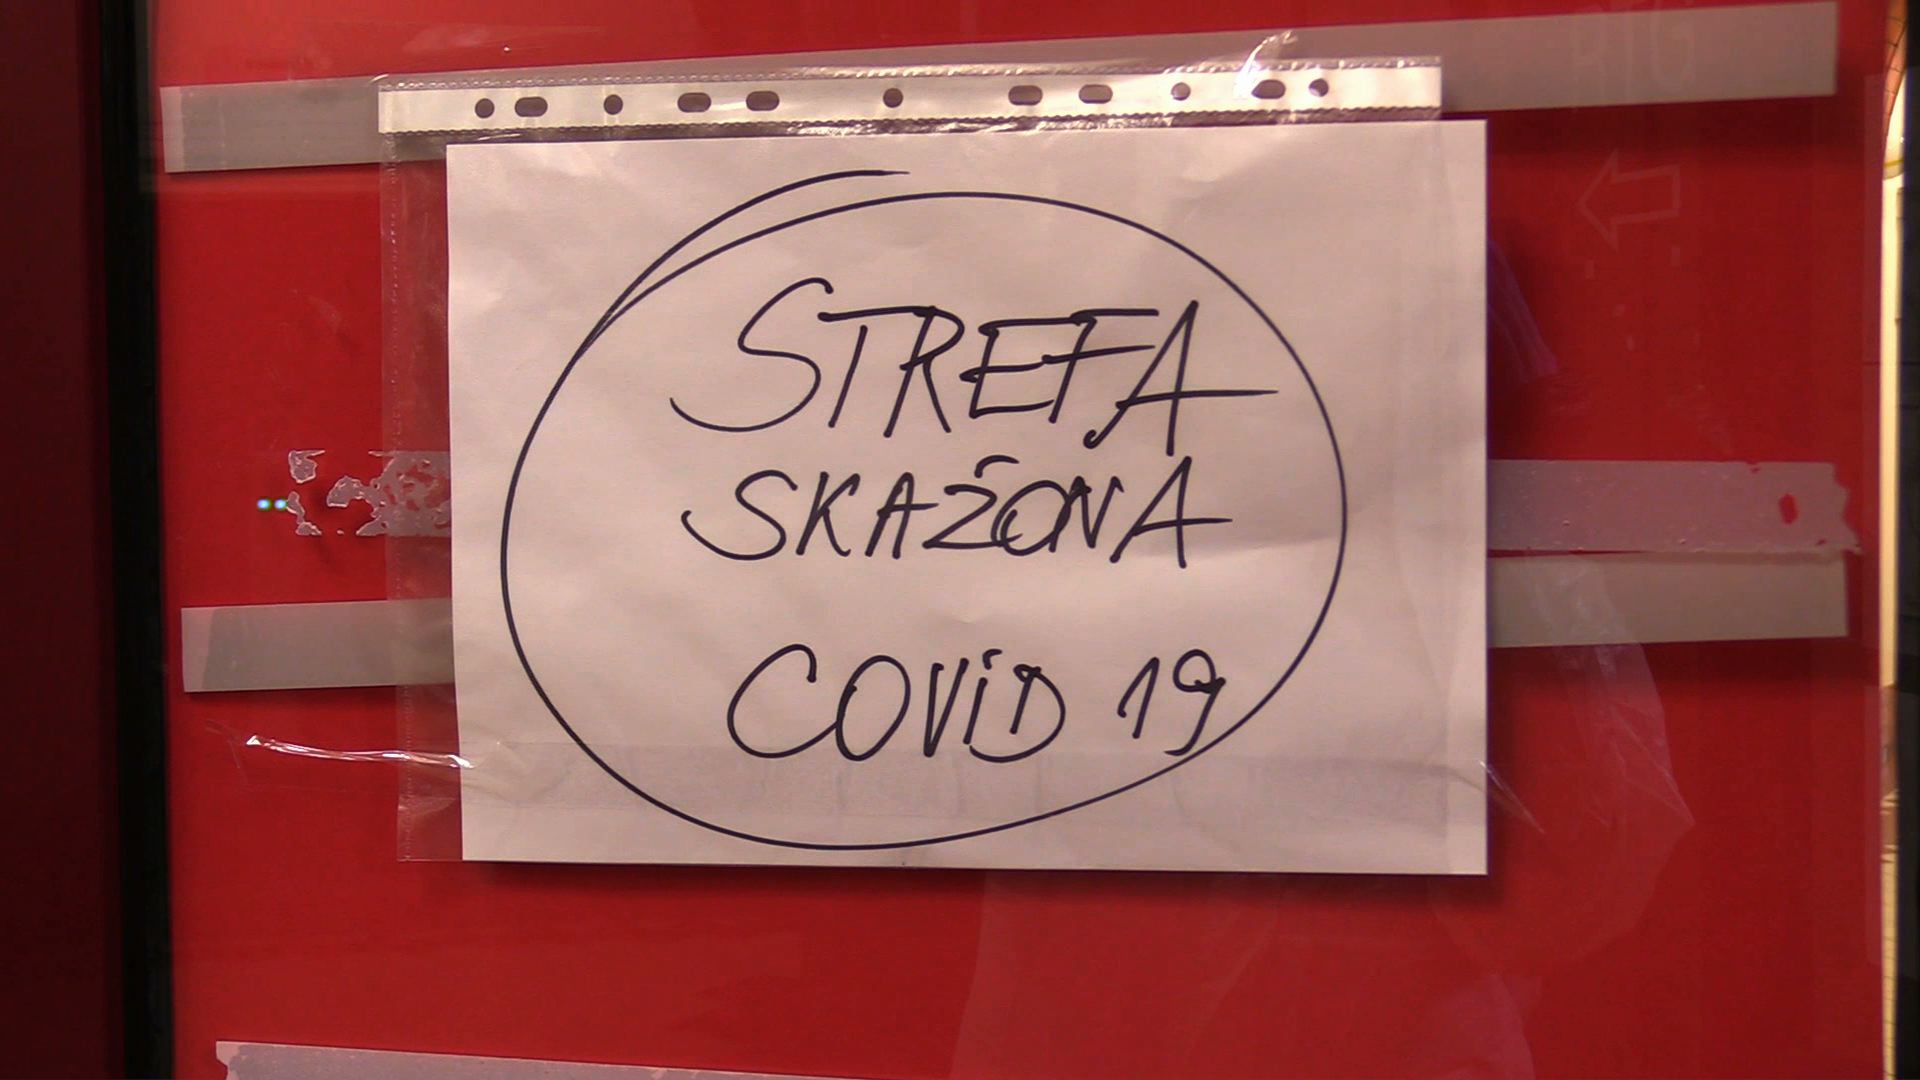 STREFA
SKAŻONA
COVID 19